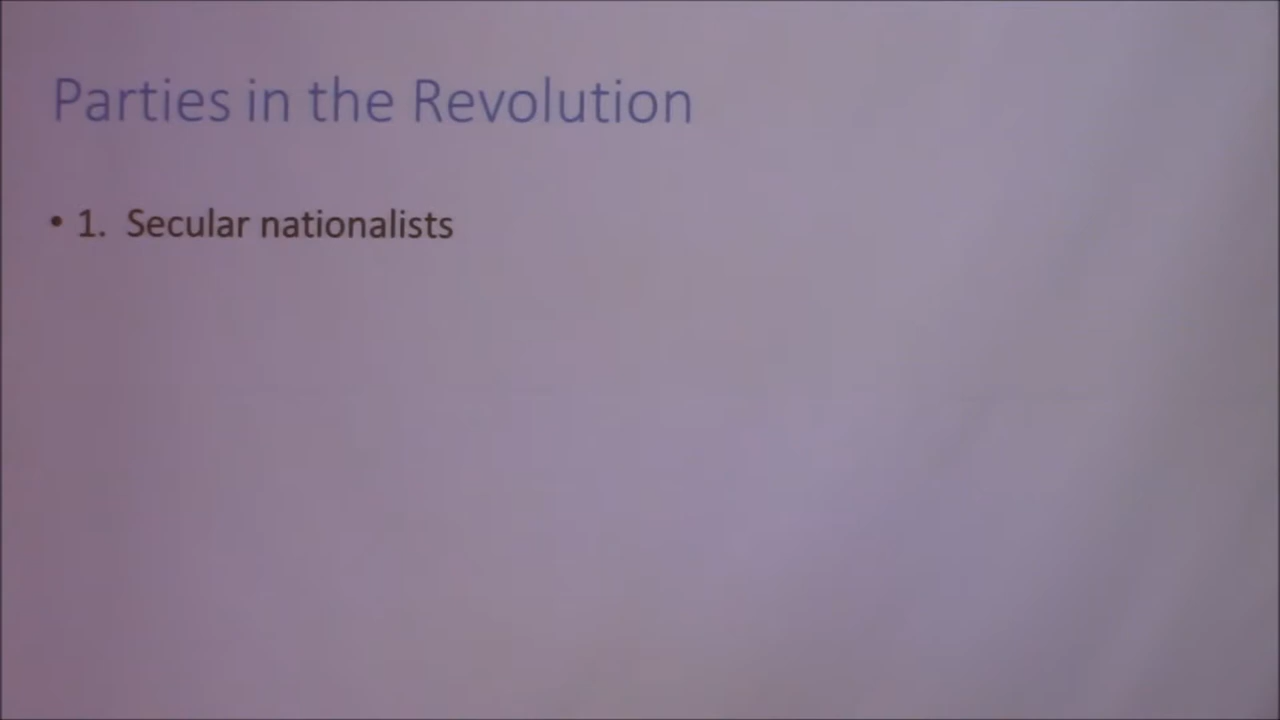 Parties in the Revolution
• 1. Secular nationalists